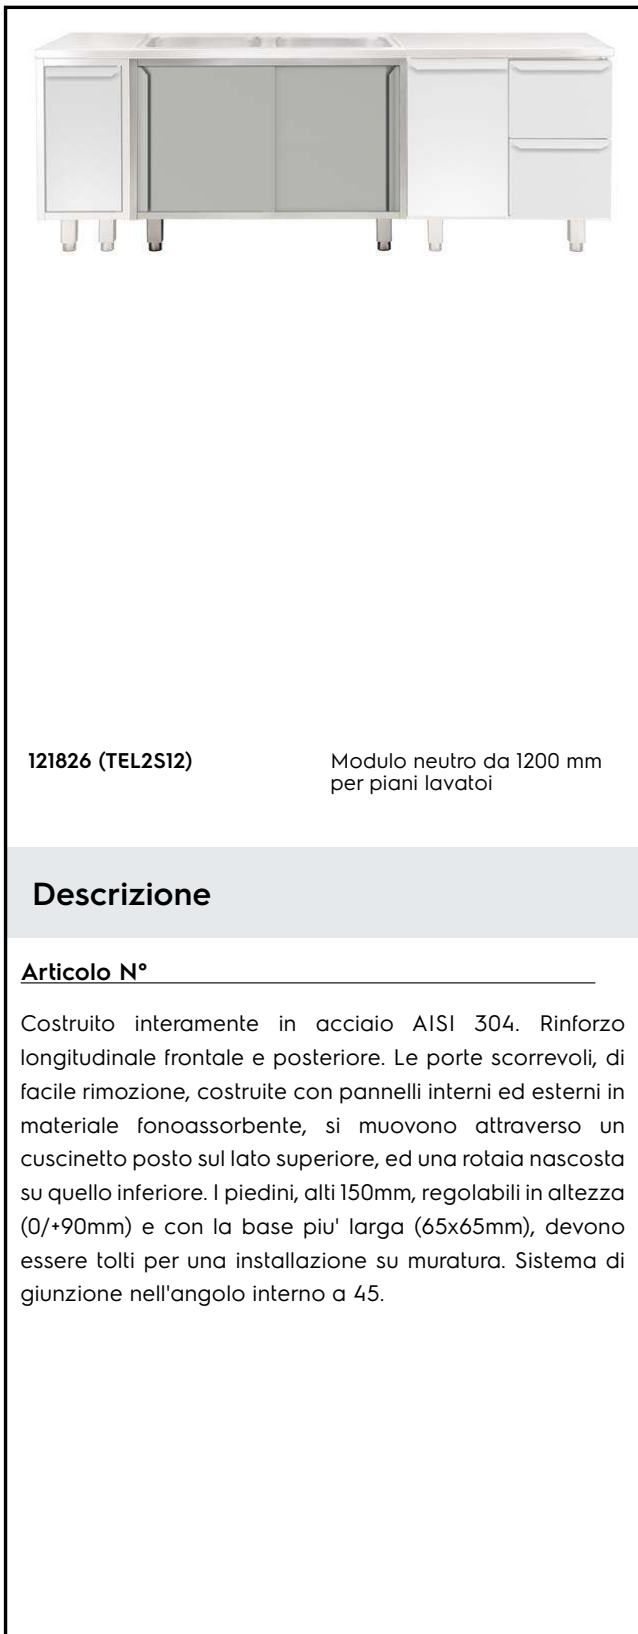 121826 (TEL2S12)
Modulo neutro da 1200 mm
per piani lavatoi
Descrizione
Articolo N°
Costruito interamente in acciaio AISI 304. Rinforzo
longitudinale frontale e posteriore. Le porte scorrevoli, di
facile rimozione, costruite con pannelli interni ed esterni in
materiale fonoassorbente, si muovono attraverso un
cuscinetto posto sul lato superiore, ed una rotaia nascosta
su quello inferiore. I piedini, alti 150mm, regolabili in altezza
(0/+90mm) e con la base piu' larga (65x65mm), devono
essere tolti per una installazione su muratura. Sistema di
giunzione nell'angolo interno a 45.